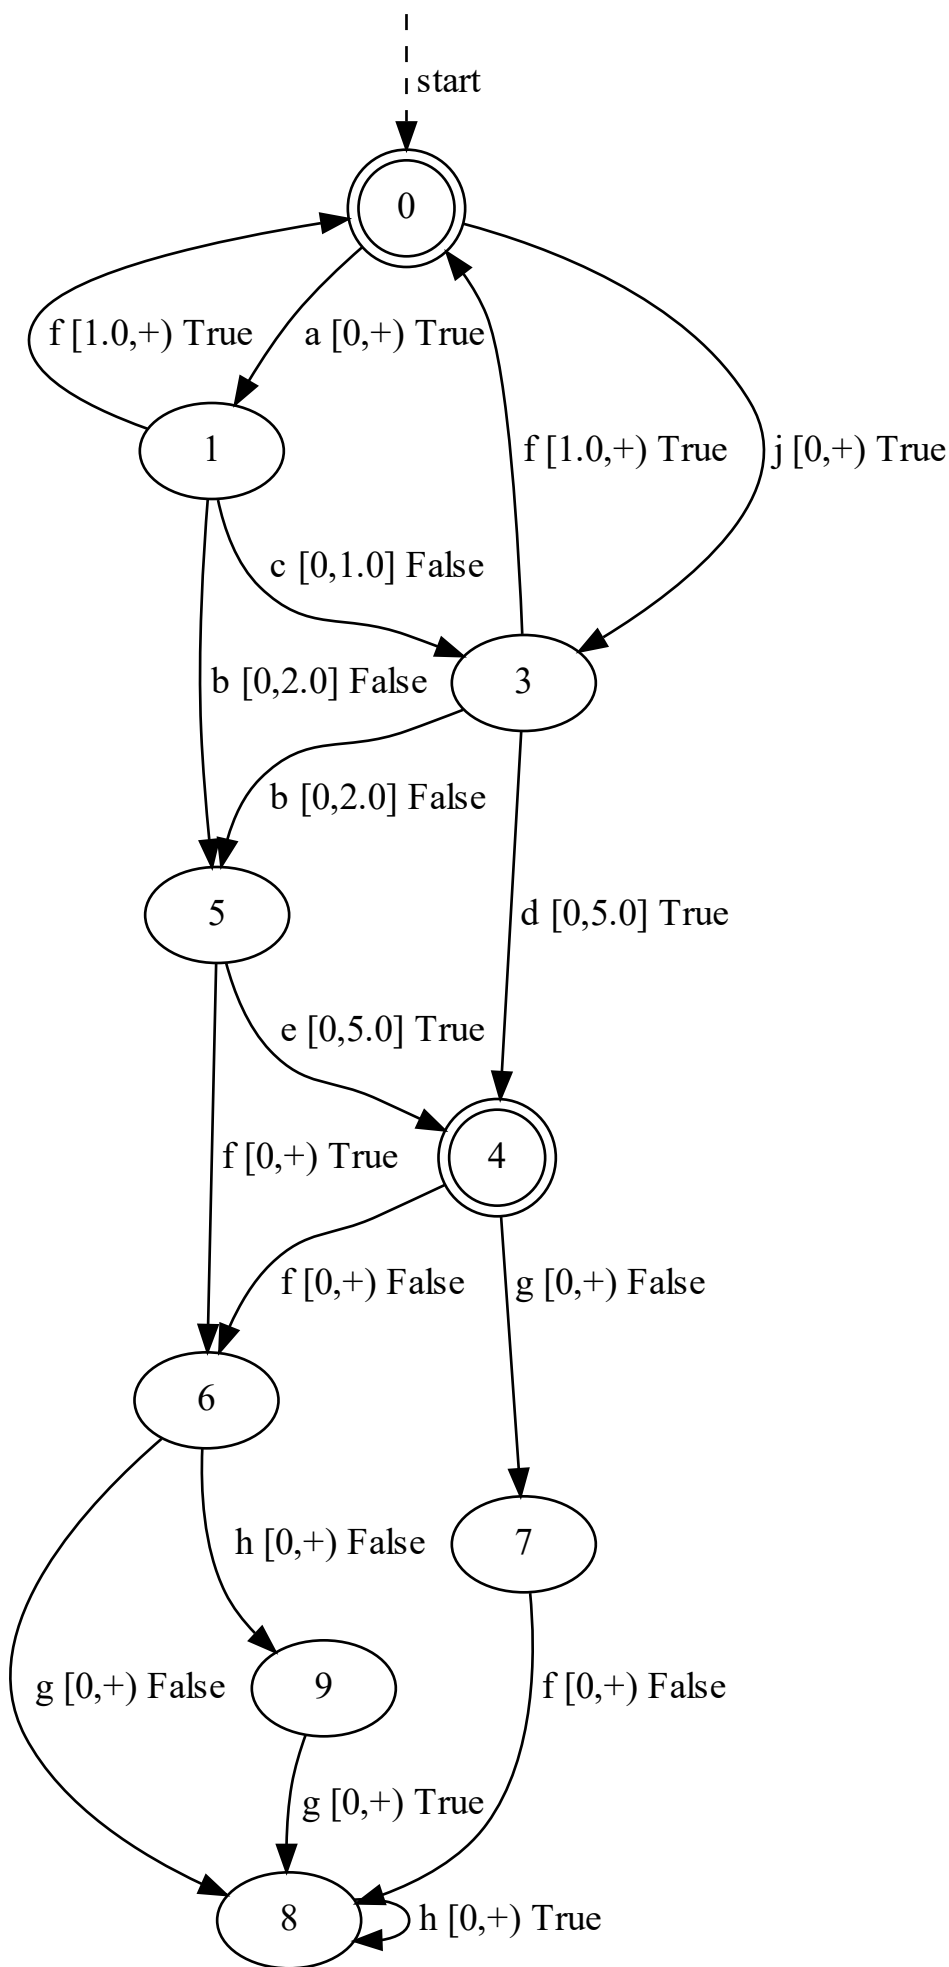 start
0
f [1.0,+) True
a [0,+) True
1
f [1.0,+) True
j [0,+) True
c [0,1.0] False
b [0,2.0] False
3
b [0,2.0] False
5
d [0,5.0] True
e [0,5.0] True
f [0,+) True
4
f [0,+) False
g [0,+) False
6
h [0,+) False
7
g [0,+) False
9
f [0,+) False
g [0,+) True
8
h [0,+) True